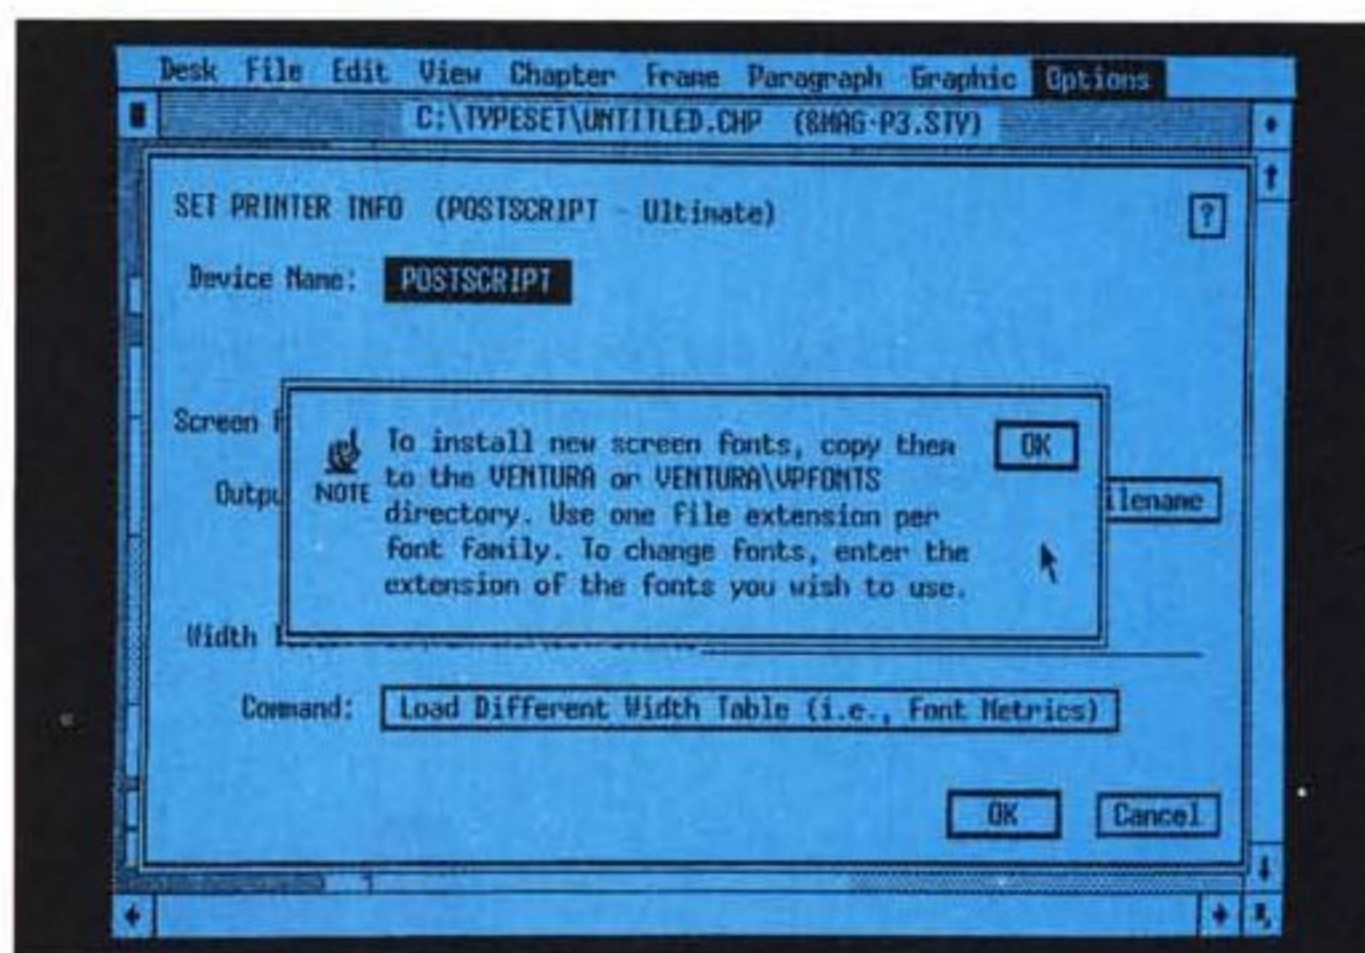 Desk File Edit View Chapter Frame Paragraph Graphic Options
C:\TYPESET\UNTITLED.CHP (&MAG-P3.STY)
SET PRINTER INFO (POSTSCRIPT - Ultimate) ?
Device Name: POSTSCRIPT
Screen F
To install new screen fonts, copy them OK
to the VENTURA or VENTURA\VPFONTS
Outpu NOTE directory. Use one file extension per ilename
font family. To change fonts, enter the
extension of the fonts you wish to use.
Width
Command: Load Different Width Table (i.e., Font Metrics)
OK Cancel